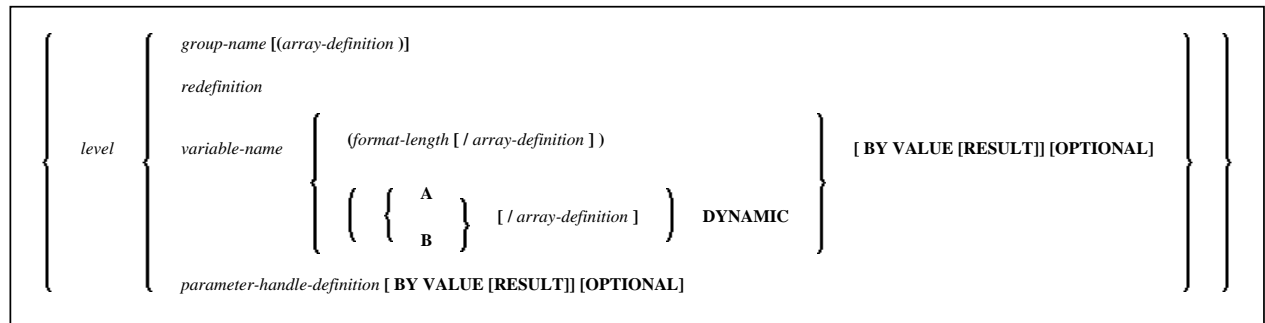 group-name [(array-definition )]
redefinition
level variable-name (format-length [ / array-definition ] ) [ BY VALUE [RESULT]] [OPTIONAL]
A
[ / array-definition ] DYNAMIC
B
parameter-handle-definition [ BY VALUE [RESULT]] [OPTIONAL]